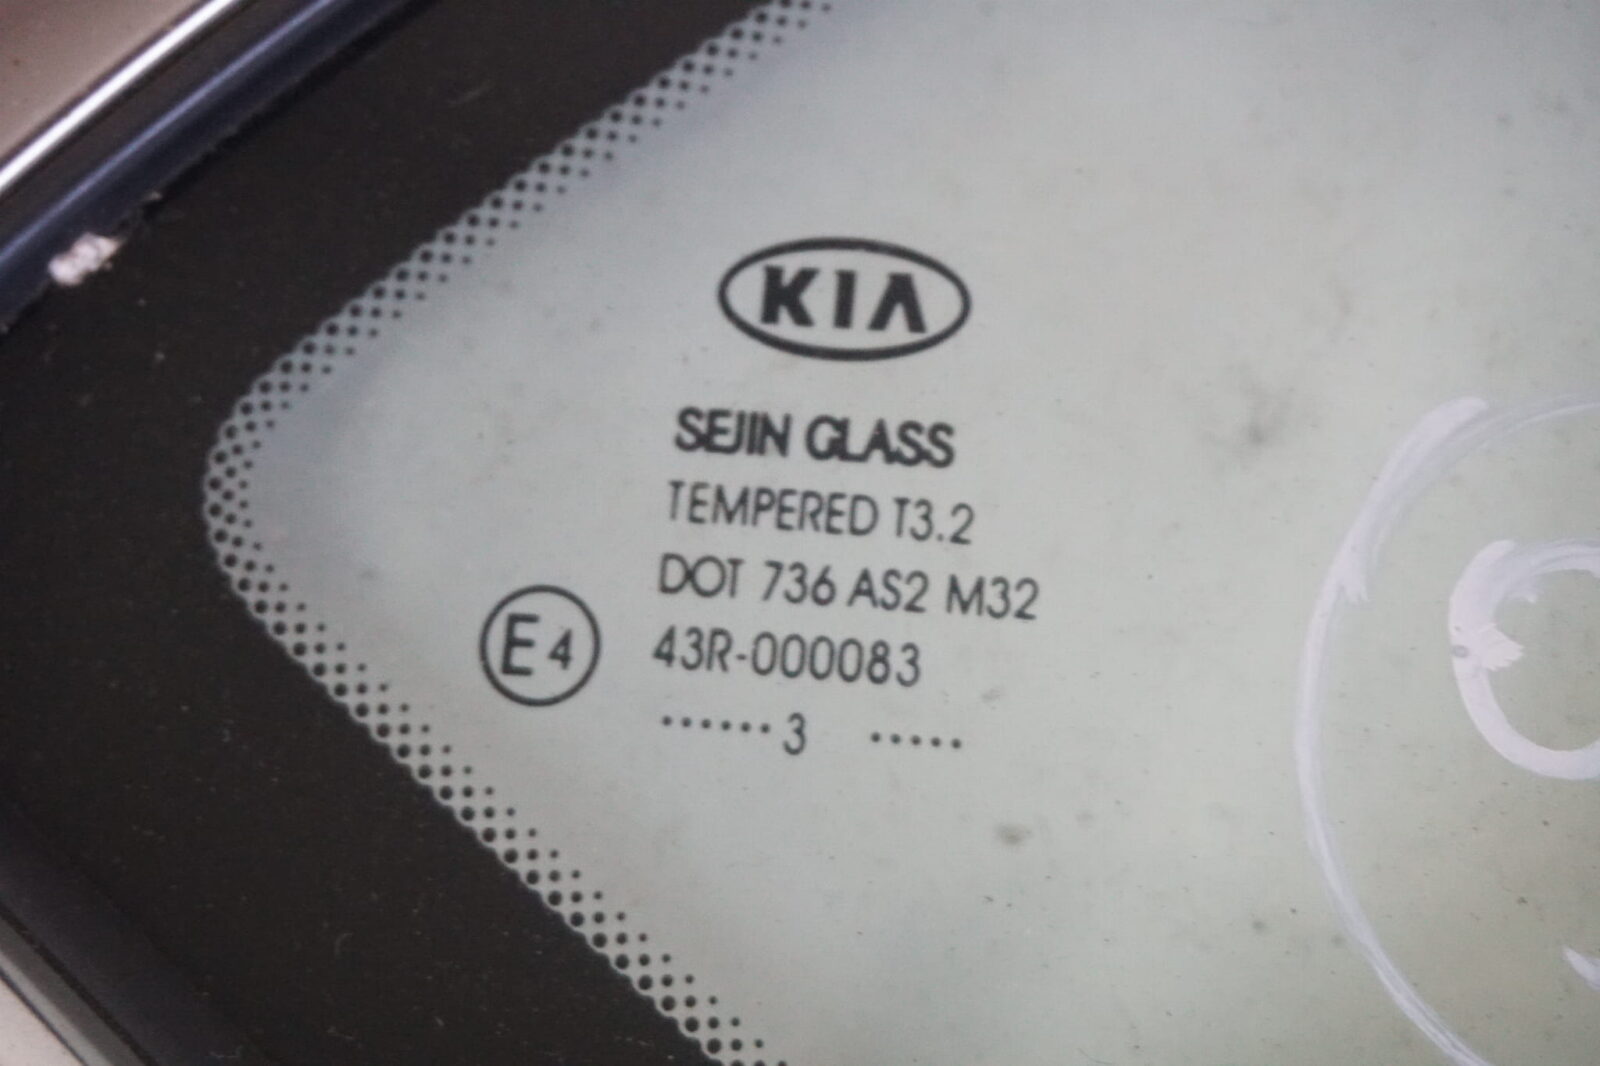 KIA
SEJIN GLASS
TEMPERED T3.2
DOT 736 AS2 M32
E4 43R-000083
...... 3 .....